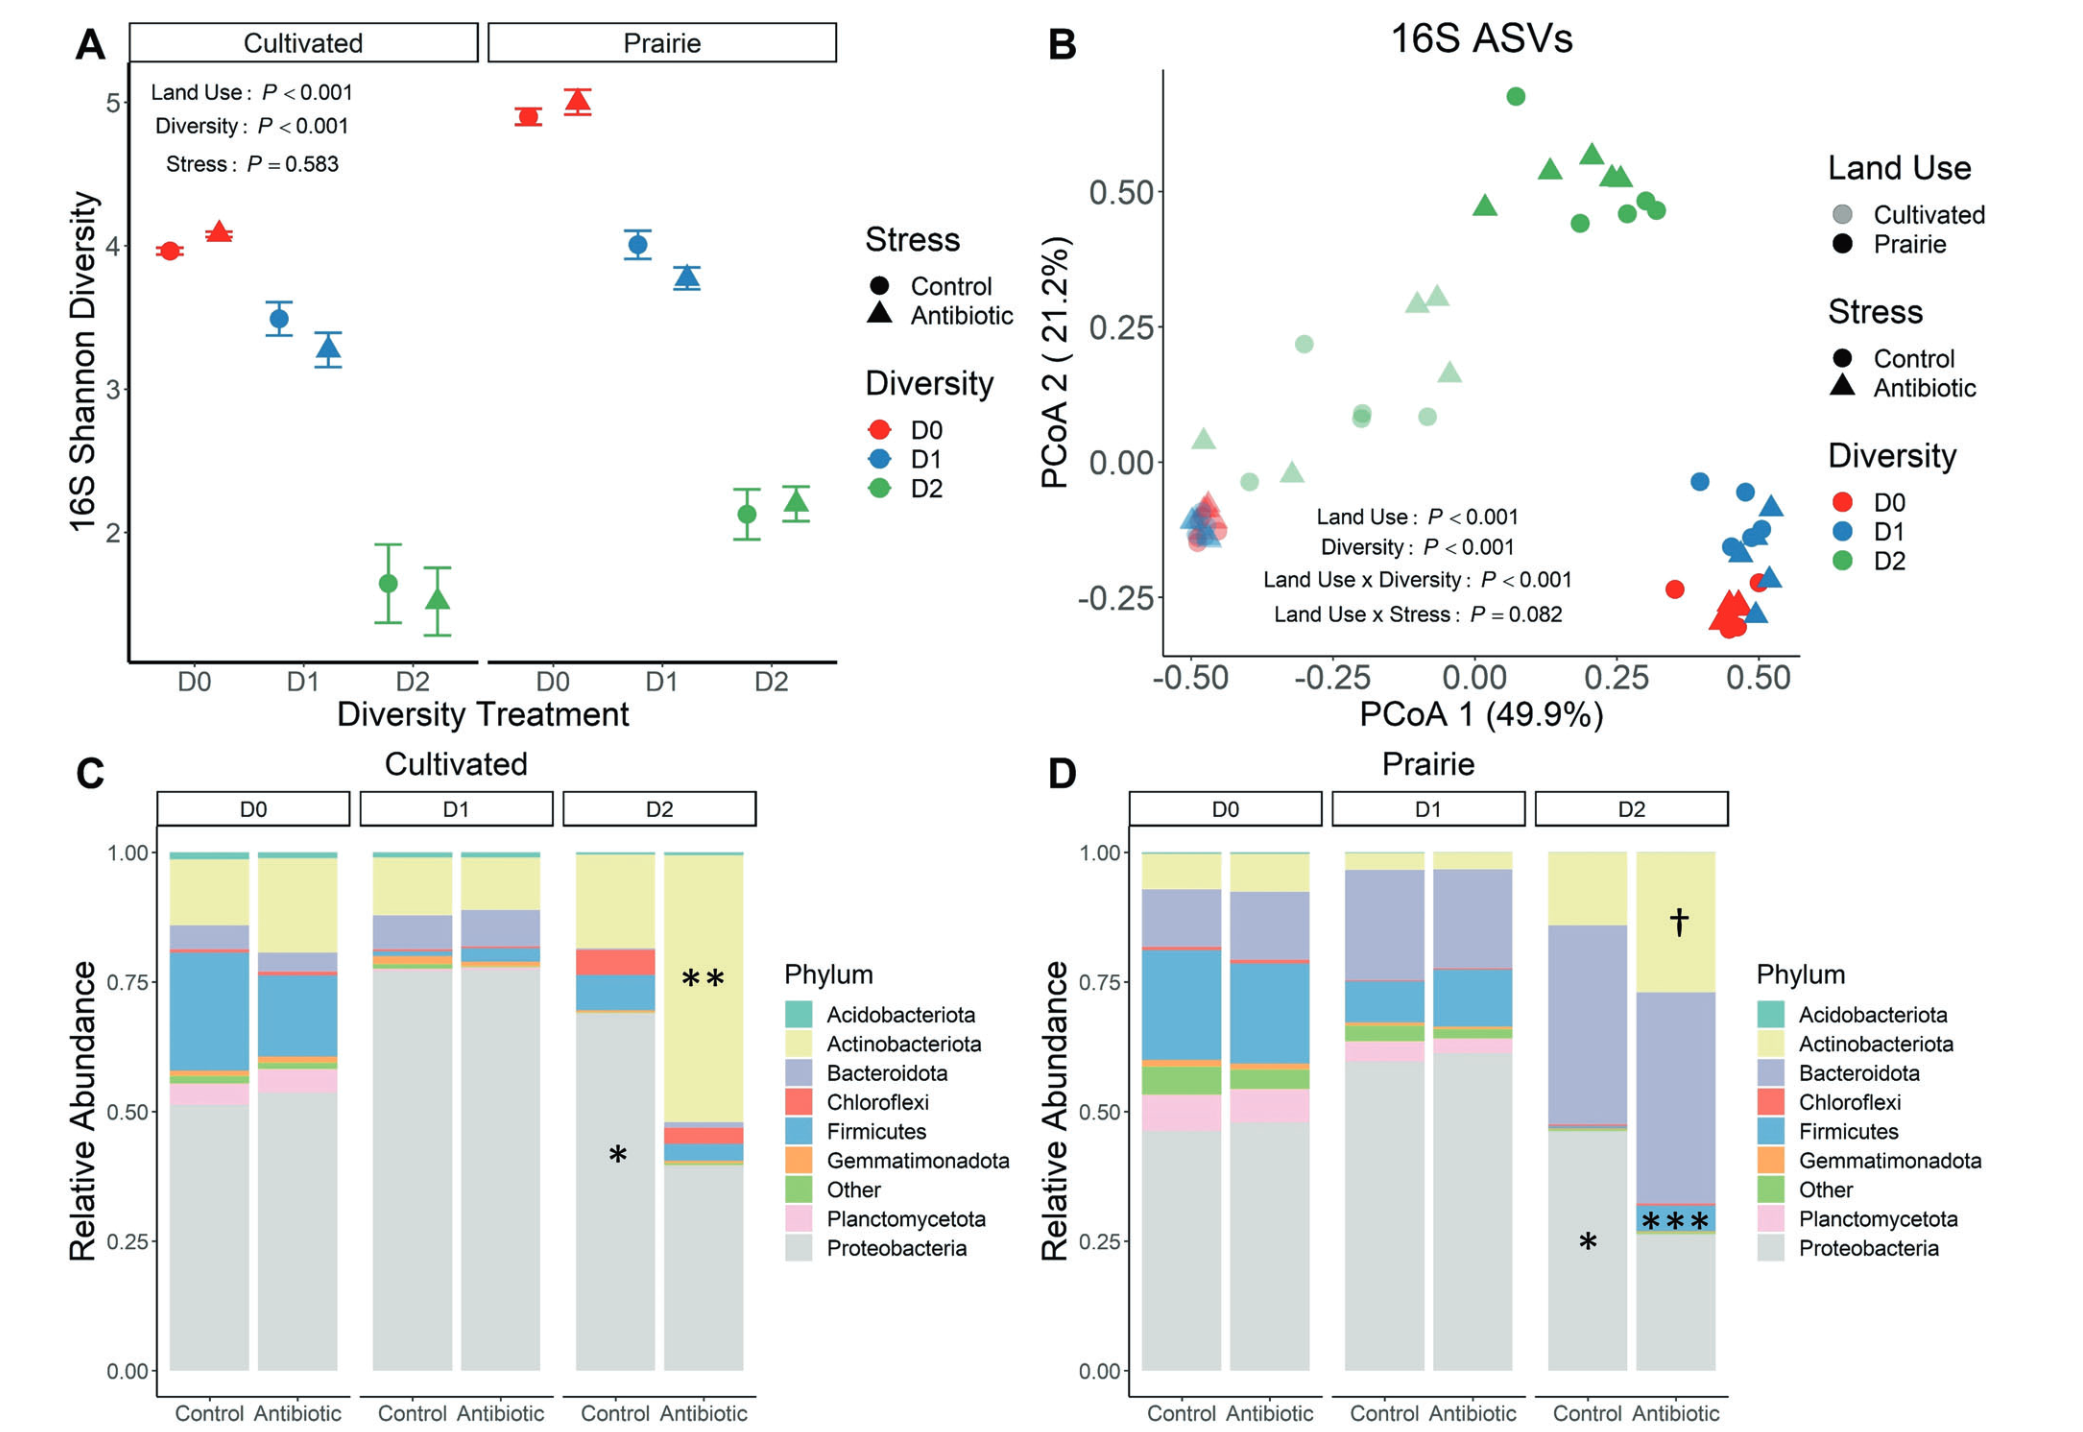 A
Cultivated
Prairie
Land Use: P < 0.001
Diversity: P < 0.001
Stress: P = 0.583
5
4
3
2
16S Shannon Diversity
D0 D1 D2
D0 D1 D2
Diversity Treatment
Stress
Control
Antibiotic
Diversity
D0
D1
D2
B
16S ASVs
0.50
0.25
0.00
-0.25
PCoA 2 ( 21.2%)
Land Use: P < 0.001
Diversity: P < 0.001
Land Use x Diversity: P < 0.001
Land Use x Stress: P = 0.082
-0.50 -0.25 0.00 0.25 0.50
PCoA 1 (49.9%)
Land Use
Cultivated
Prairie
Stress
Control
Antibiotic
Diversity
D0
D1
D2
C
Cultivated
D0 D1 D2
1.00
0.75
0.50
0.25
0.00
Relative Abundance
**
*
Control Antibiotic Control Antibiotic Control Antibiotic
Phylum
Acidobacteriota
Actinobacteriota
Bacteroidota
Chloroflexi
Firmicutes
Gemmatimonadota
Other
Planctomycetota
Proteobacteria
D
Prairie
D0 D1 D2
1.00
0.75
0.50
0.25
0.00
Relative Abundance
†
***
*
Control Antibiotic Control Antibiotic Control Antibiotic
Phylum
Acidobacteriota
Actinobacteriota
Bacteroidota
Chloroflexi
Firmicutes
Gemmatimonadota
Other
Planctomycetota
Proteobacteria